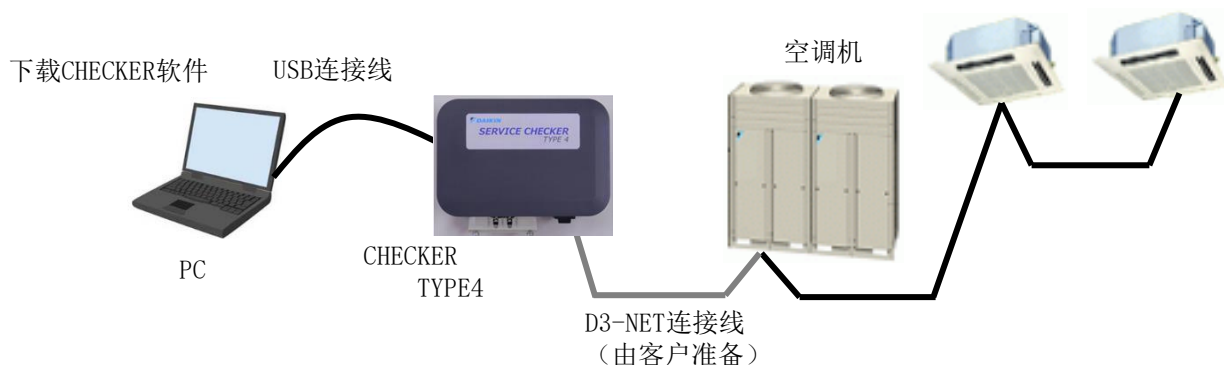 下载CHECKER软件
USB连接线
空调机
DAIKIN
SERVICE CHECKER
TYPE 4
PC
CHECKER
TYPE4
D3-NET连接线
（由客户准备）